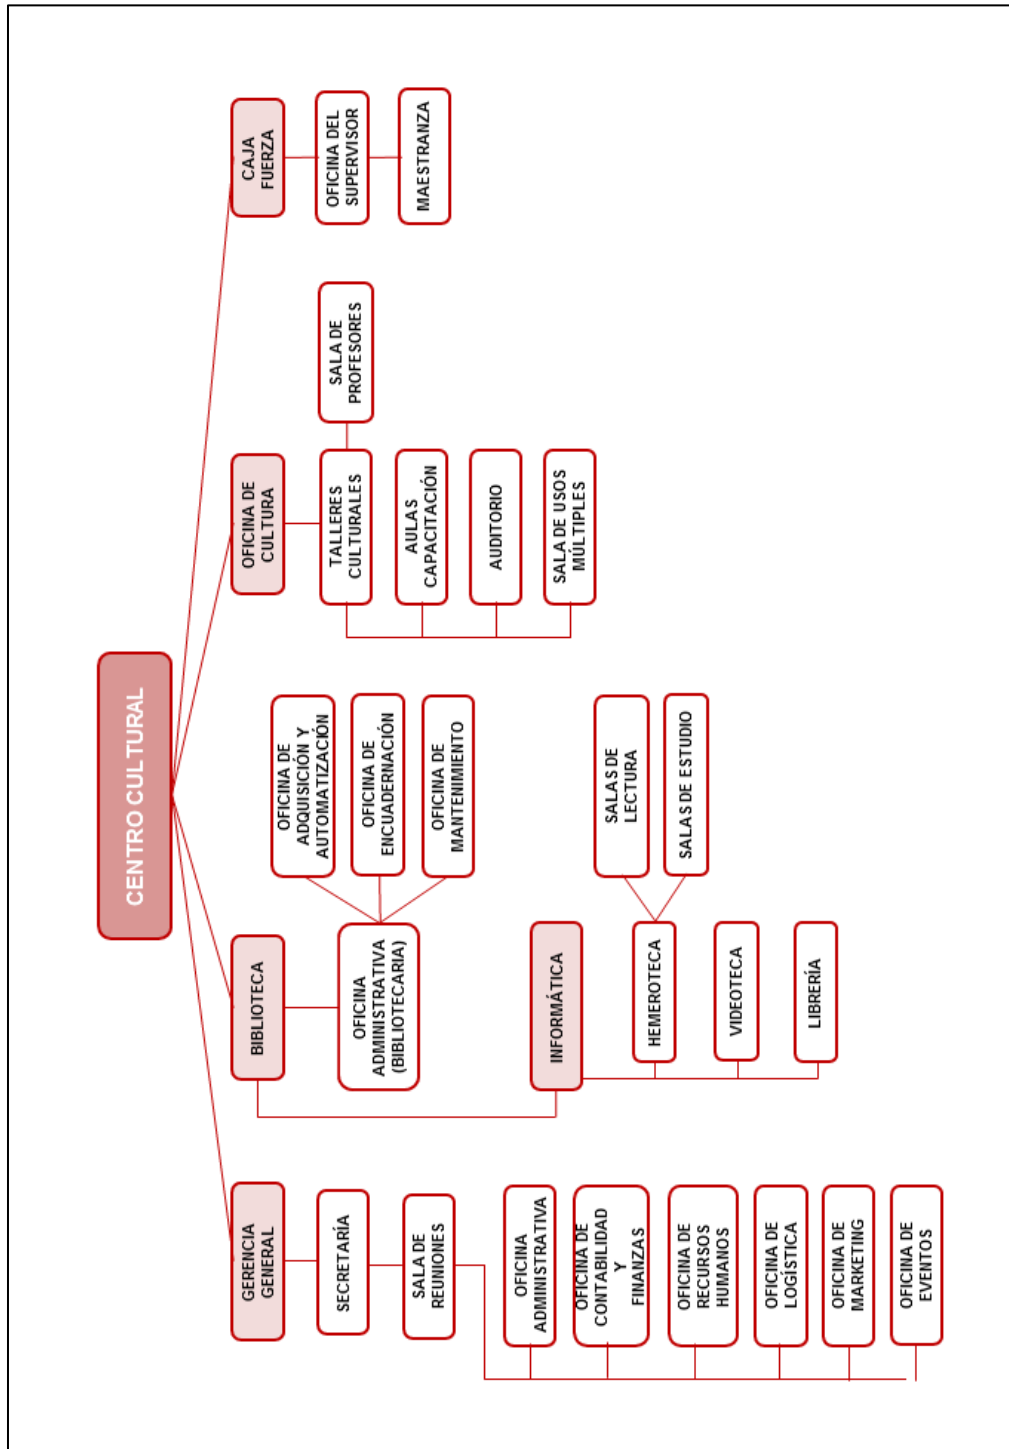 CENTRO CULTURAL
GERENCIA
GENERAL
SECRETARÍA
SALA DE
REUNIONES
OFICINA
ADMINISTRATIVA
OFICINA DE
CONTABILIDAD
Y
FINANZAS
OFICINA DE
RECURSOS
HUMANOS
OFICINA DE
LOGÍSTICA
OFICINA DE
MARKETING
OFICINA DE
EVENTOS
BIBLIOTECA
OFICINA
ADMINISTRATIVA
(BIBLIOTECARIA)
OFICINA DE
ADQUISICIÓN Y
AUTOMATIZACIÓN
OFICINA DE
ENCUADERNACIÓN
OFICINA DE
MANTENIMIENTO
INFORMÁTICA
HEMEROTECA
SALAS DE
LECTURA
SALAS DE ESTUDIO
VIDEOTECA
LIBRERÍA
OFICINA DE
CULTURA
TALLERES
CULTURALES
SALA DE
PROFESORES
AULAS
CAPACITACIÓN
AUDITORIO
SALA DE USOS
MÚLTIPLES
CAJA
FUERZA
OFICINA DEL
SUPERVISOR
MAESTRANZA